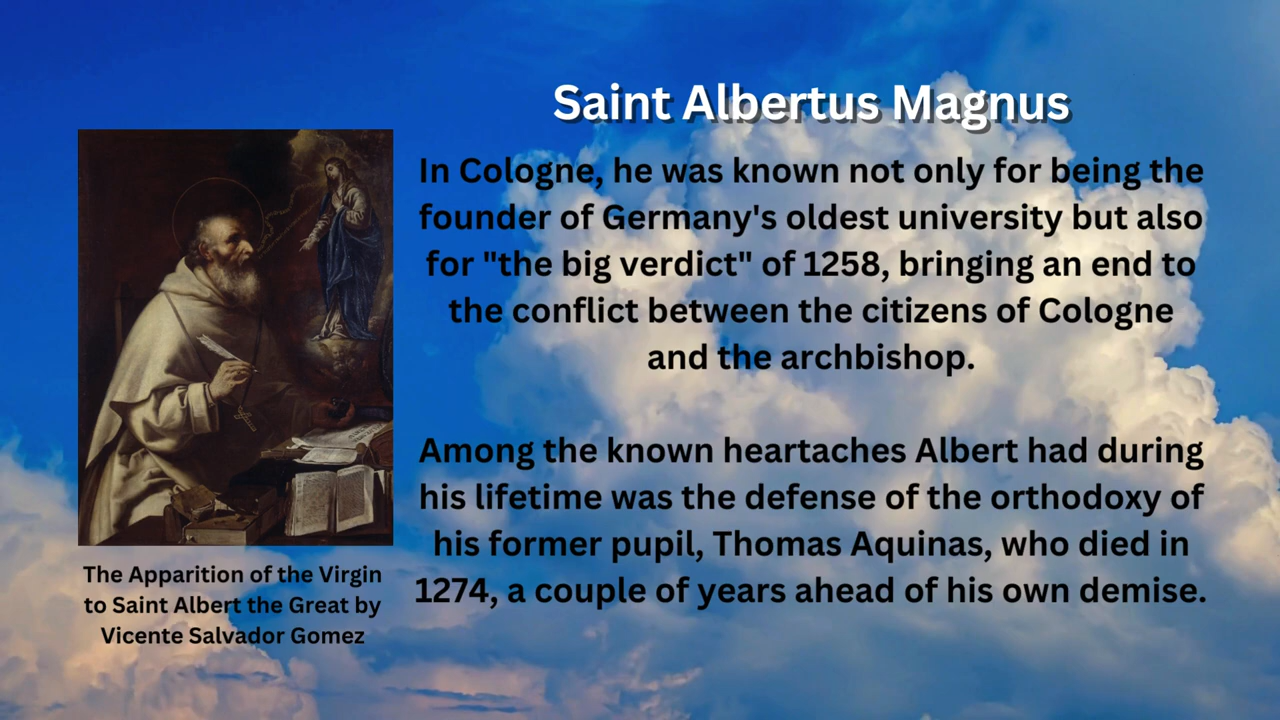 Saint Albertus Magnus
In Cologne, he was known not only for being the
founder of Germany's oldest university but also
for "the big verdict" of 1258, bringing an end to
the conflict between the citizens of Cologne
and the archbishop.
Among the known heartaches Albert had during
his lifetime was the defense of the orthodoxy of
his former pupil, Thomas Aquinas, who died in
1274, a couple of years ahead of his own demise.
The Apparition of the Virgin
to Saint Albert the Great by
Vicente Salvador Gomez